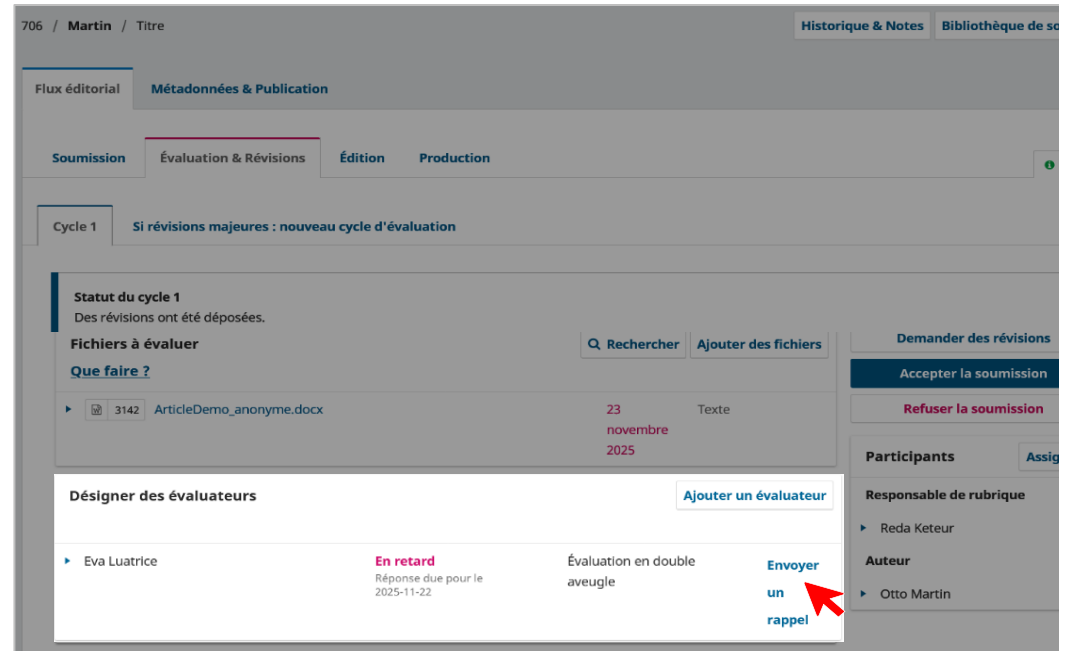 706 / Martin / Titre
Historique & Notes
Bibliothèque de so
Flux éditorial
Métadonnées & Publication
Soumission
Évaluation & Révisions
Édition
Production
Cycle 1
Si révisions majeures : nouveau cycle d'évaluation
Statut du cycle 1
Des révisions ont été déposées.
Fichiers à évaluer
Rechercher
Ajouter des fichiers
Que faire ?
3142 ArticleDemo_anonyme.docx
23
novembre
2025
Texte
Demander des révisions
Accepter la soumission
Refuser la soumission
Participants
Assig
Responsable de rubrique
Reda Keteur
Auteur
Otto Martin
Désigner des évaluateurs
Ajouter un évaluateur
Eva Luatrice
En retard
Réponse due pour le
2025-11-22
Évaluation en double
aveugle
Envoyer
un
rappel